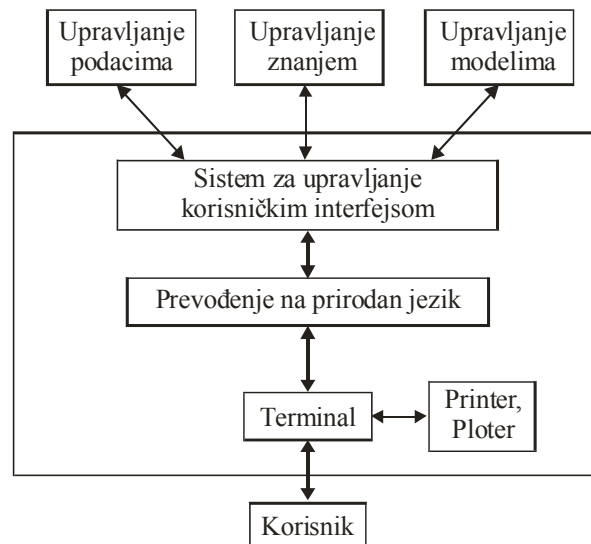 Upravljanje
podacima
Upravljanje
znanjem
Upravljanje
modelima
Sistem za upravljanje
korisničkim interfejsom
Prevođenje na prirodan jezik
Terminal
Printer,
Ploter
Korisnik